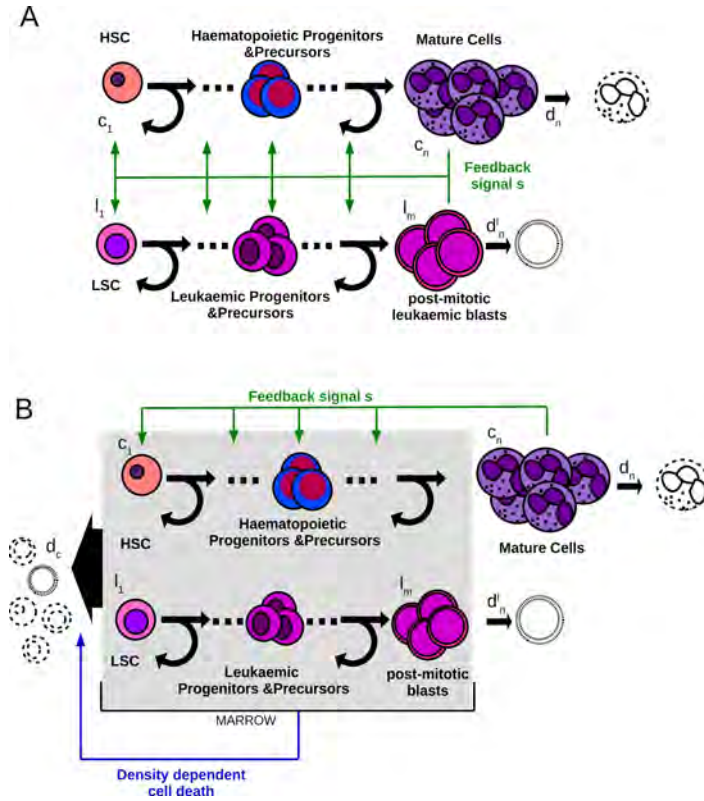 A
HSC
Haematopoietic Progenitors
&Precursors
Mature Cells
c1
dn
cn
Feedback
signal s
l1
lm
dˡn
LSC
Leukaemic Progenitors
&Precursors
post-mitotic
leukaemic blasts
B
Feedback signal s
c1
cn
dn
Haematopoietic
Progenitors &Precursors
HSC
Mature Cells
dc
l1
lm
dˡn
LSC
Leukaemic
Progenitors &Precursors
post-mitotic
blasts
MARROW
Density dependent
cell death